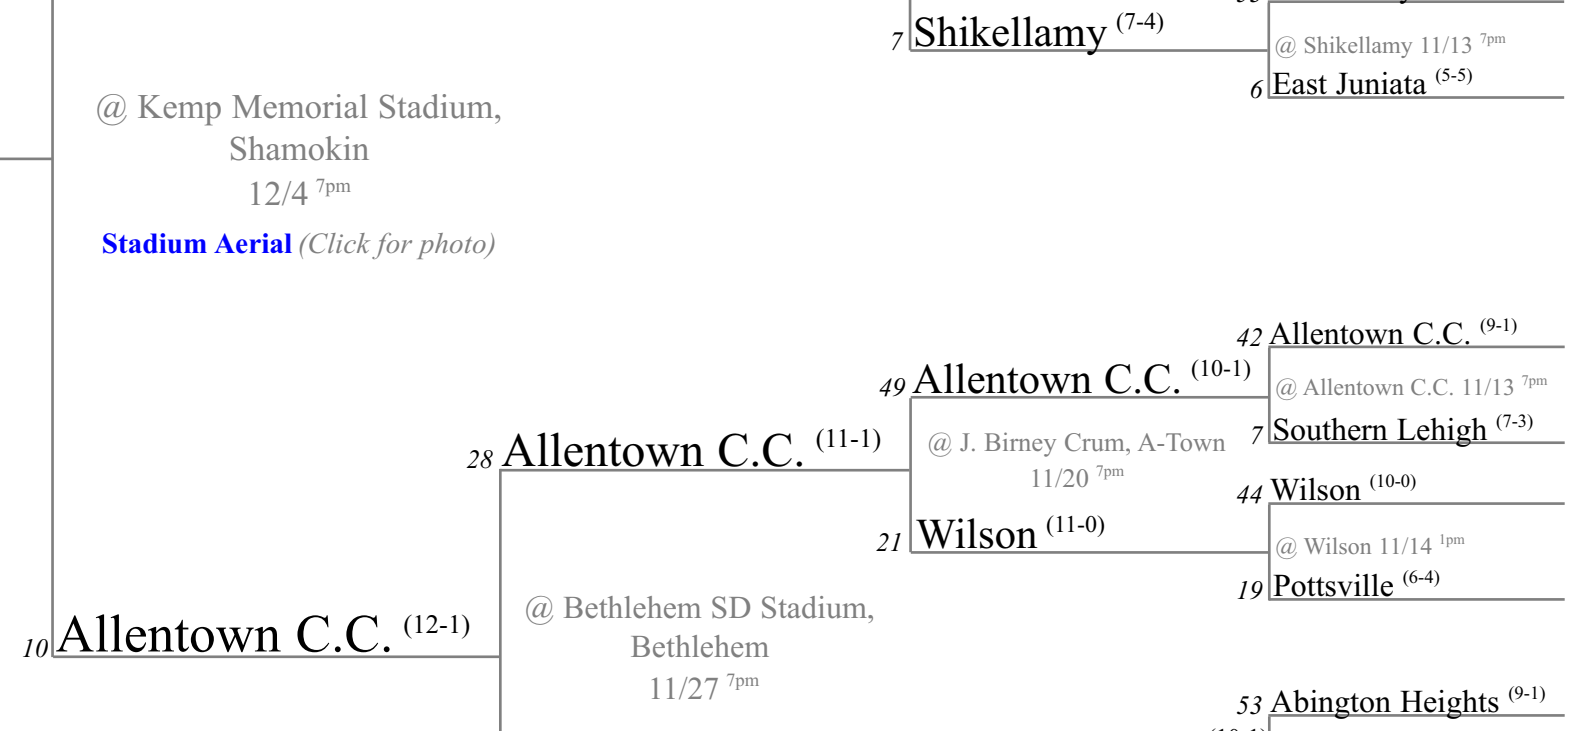 7 Shikellamy (7-4)
@ Shikellamy 11/13 7pm
6 East Juniata (5-5)
@ Kemp Memorial Stadium,
Shamokin
12/4 7pm
Stadium Aerial (Click for photo)
42 Allentown C.C. (9-1)
49 Allentown C.C. (10-1)
@ Allentown C.C. 11/13 7pm
7 Southern Lehigh (7-3)
28 Allentown C.C. (11-1)
@ J. Birney Crum, A-Town
11/20 7pm
44 Wilson (10-0)
21 Wilson (11-0)
@ Wilson 11/14 1pm
19 Pottsville (6-4)
10 Allentown C.C. (12-1)
@ Bethlehem SD Stadium,
Bethlehem
11/27 7pm
53 Abington Heights (9-1)